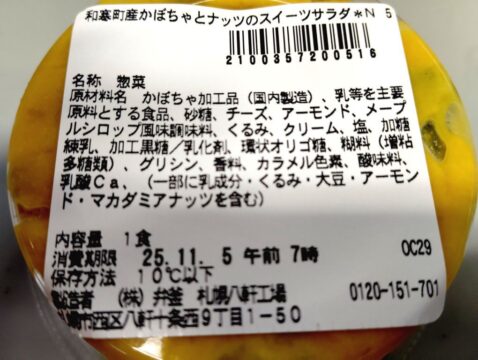 和寒町産かぼちゃとナッツのスイーツサラダ＊N 5
2100357200516
名称 惣菜
原材料名 かぼちゃ加工品（国内製造）、乳等を主要
原料とする食品、砂糖、チーズ、アーモンド、メープ
ルシロップ風味調味料、くるみ、クリーム、塩、加糖
練乳、加工黒糖／乳化剤、環状オリゴ糖、糊料（増粘
多糖類）、グリシン、香料、カラメル色素、酸味料、
乳酸Ｃａ、（一部に乳成分・くるみ・大豆・アーモン
ド・マカダミアナッツを含む）
内容量 1食
消費期限 25.11. 5 午前 7時
OC29
保存方法 10℃以下
製造者 （株）弁釜 札幌八軒工場
札幌市西区八軒十条西9丁目1－50
0120-151-701